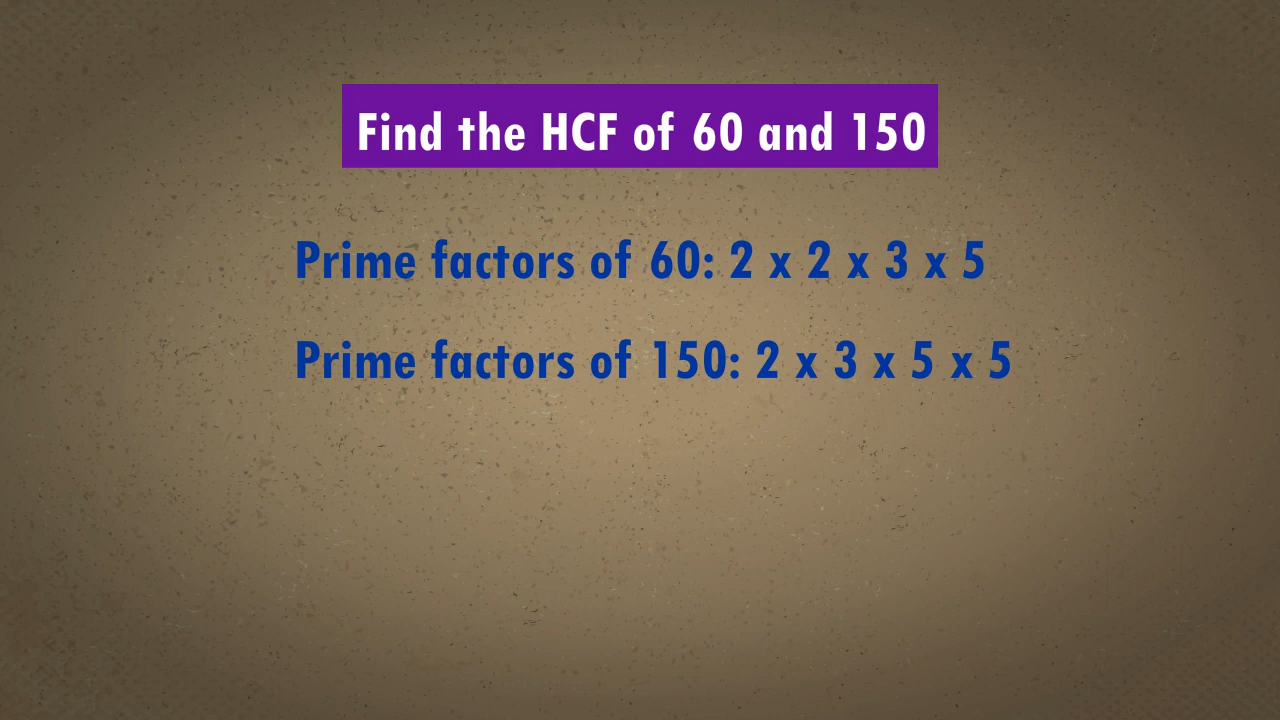 Find the HCF of 60 and 150
Prime factors of 60: 2 x 2 x 3 x 5
Prime factors of 150: 2 x 3 x 5 x 5